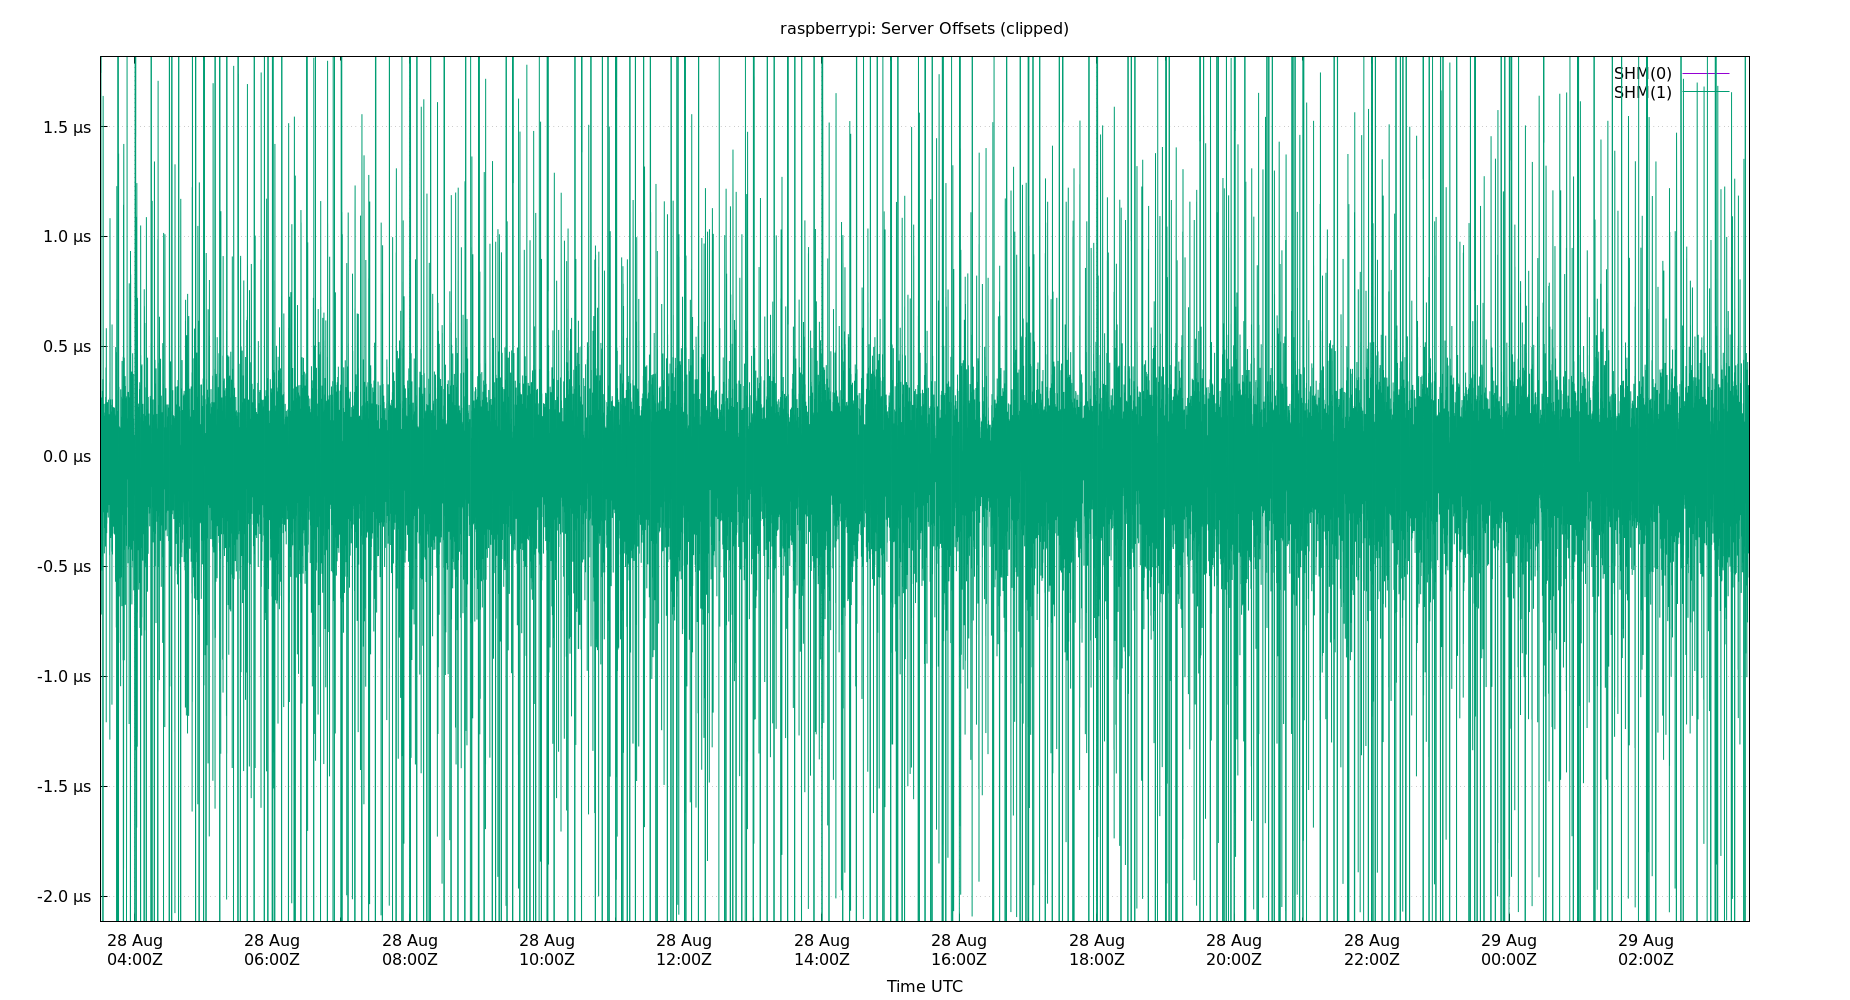 raspberrypi: Server Offsets (clipped)
SHM(0)
SHM(1)
1.5 µs
1.0 µs
0.5 µs
0.0 µs
-0.5 µs
-1.0 µs
-1.5 µs
-2.0 µs
28 Aug 28 Aug 28 Aug 28 Aug 28 Aug 28 Aug 28 Aug 28 Aug 28 Aug 28 Aug 29 Aug 29 Aug
04:00Z 06:00Z 08:00Z 10:00Z 12:00Z 14:00Z 16:00Z 18:00Z 20:00Z 22:00Z 00:00Z 02:00Z
Time UTC